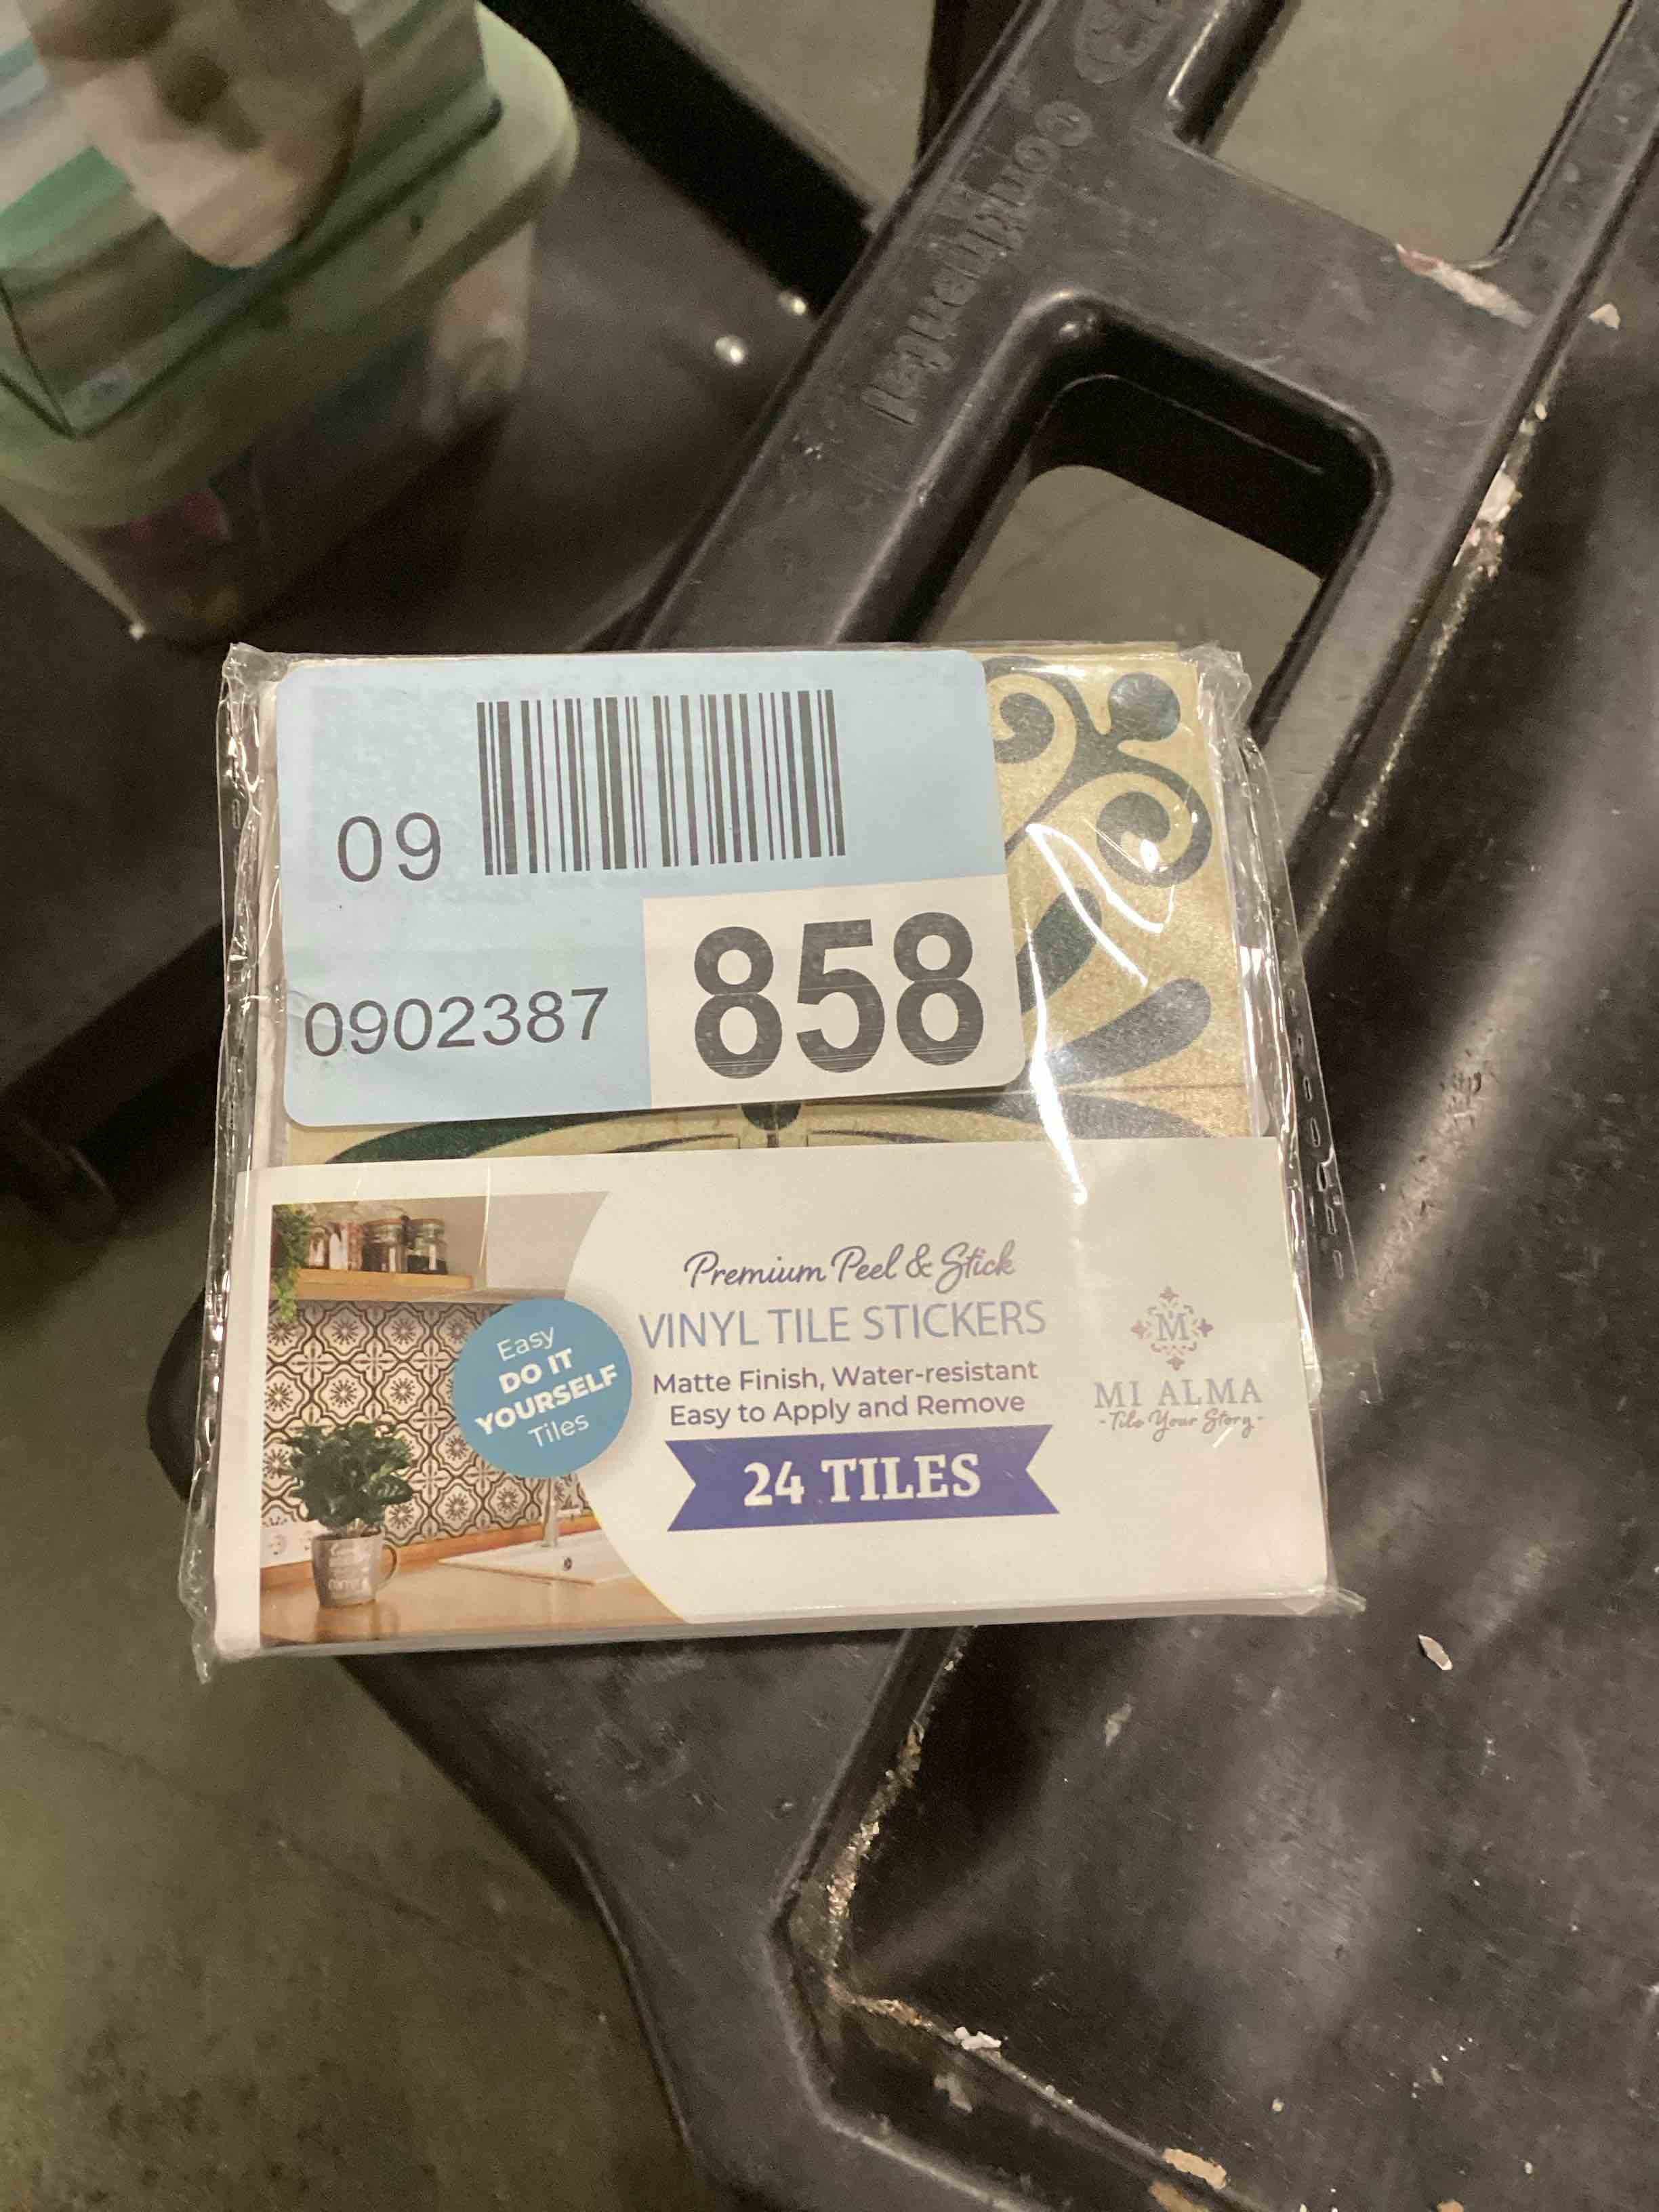 Continental
09
0902387
858
Premium Peel & Stick
VINYL TILE STICKERS
Matte Finish, Water-resistant
Easy to Apply and Remove
24 TILES
Easy
DO IT
YOURSELF
Tiles
M
MI ALMA
-Tile Your Story-